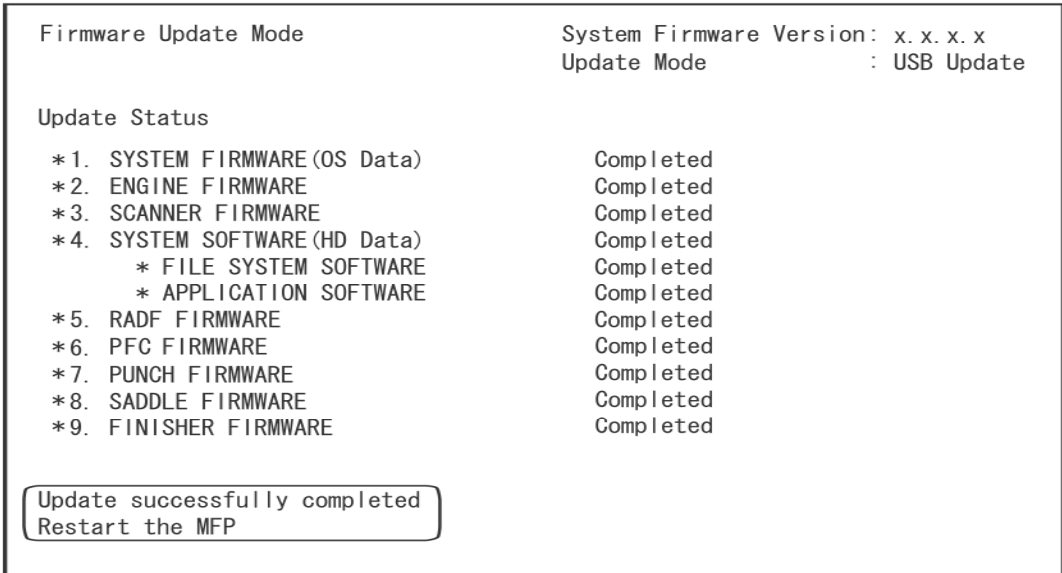 Firmware Update Mode
System Firmware Version: x.x.x.x
Update Mode : USB Update
Update Status
*1. SYSTEM FIRMWARE(OS Data) Completed
*2. ENGINE FIRMWARE Completed
*3. SCANNER FIRMWARE Completed
*4. SYSTEM SOFTWARE(HD Data) Completed
* FILE SYSTEM SOFTWARE Completed
* APPLICATION SOFTWARE Completed
*5. RADF FIRMWARE Completed
*6. PFC FIRMWARE Completed
*7. PUNCH FIRMWARE Completed
*8. SADDLE FIRMWARE Completed
*9. FINISHER FIRMWARE Completed
Update successfully completed
Restart the MFP